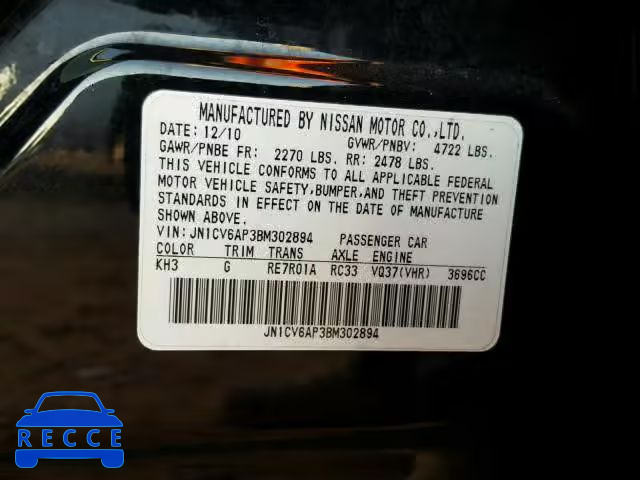 MANUFACTURED BY NISSAN MOTOR CO.,LTD.
DATE: 12/10 GVWR/PNBV: 4722 LBS.
GAWR/PNBE FR: 2270 LBS. RR: 2478 LBS.
THIS VEHICLE CONFORMS TO ALL APPLICABLE FEDERAL
MOTOR VEHICLE SAFETY,BUMPER,AND THEFT PREVENTION
STANDARDS IN EFFECT ON THE DATE OF MANUFACTURE
SHOWN ABOVE.
VIN: JN1CV6AP3BM302894 PASSENGER CAR
COLOR TRIM TRANS AXLE ENGINE
KH3 G RE7R01A RC33 VQ37(VHR) 3696CC
JN1CV6AP3BM302894
RECCE